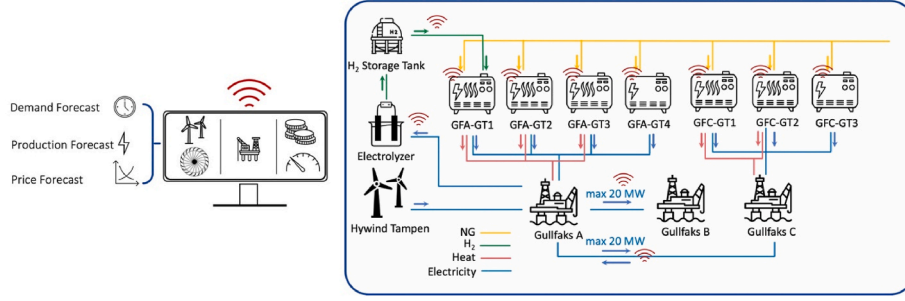 Demand Forecast
Production Forecast
Price Forecast
H2
H2 Storage Tank
Electrolyzer
Hywind Tampen
GFA-GT1
GFA-GT2
GFA-GT3
GFA-GT4
GFC-GT1
GFC-GT2
GFC-GT3
max 20 MW
Gullfaks A
Gullfaks B
Gullfaks C
max 20 MW
NG
H2
Heat
Electricity